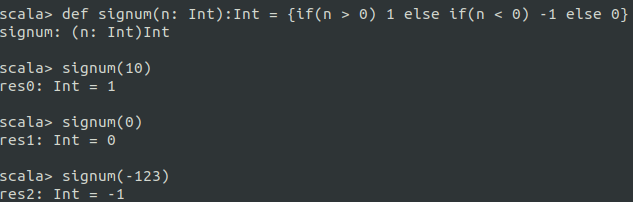 scala> def signum(n: Int):Int = {if(n > 0) 1 else if(n < 0) -1 else 0}
signum: (n: Int)Int
scala> signum(10)
res0: Int = 1
scala> signum(0)
res1: Int = 0
scala> signum(-123)
res2: Int = -1